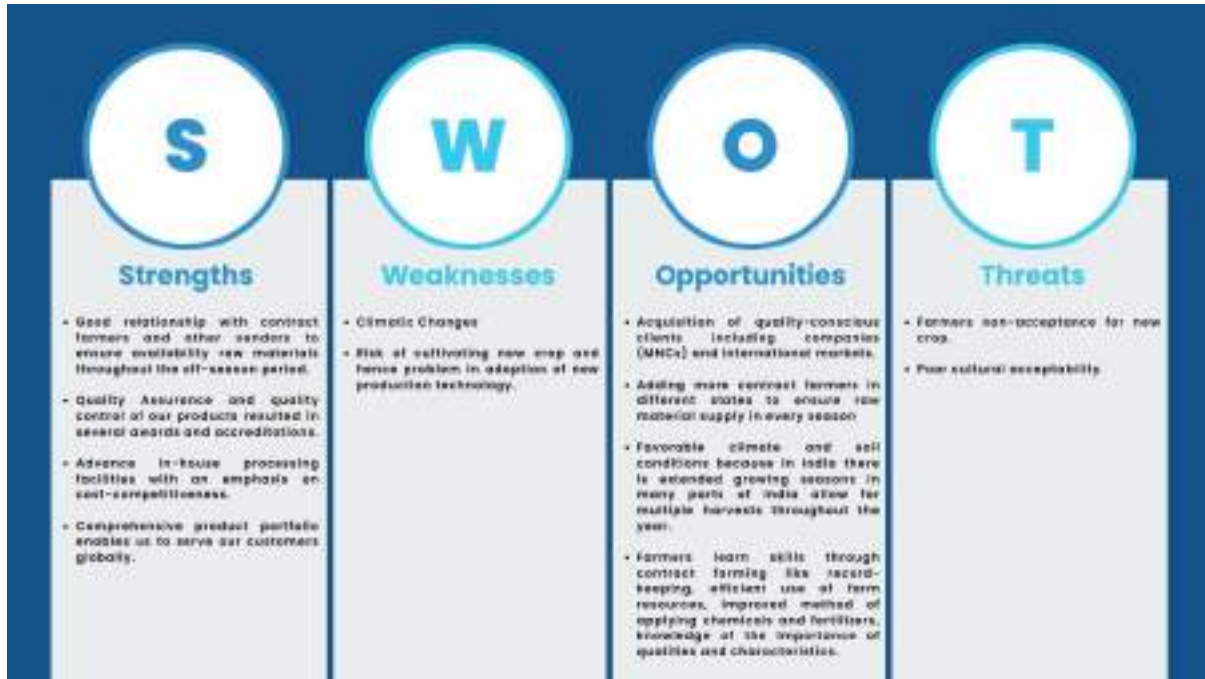 S
Strengths
• Good relationship with contract
farmers and other vendors to
ensure availability raw materials
throughout the off-season period.
• Quality Assurance and quality
control of our products resulted in
several awards and accreditations.
• Advance in-house processing
facilities with an emphasis on
cost-competitiveness.
• Comprehensive product portfolio
enables us to serve our customers
globally.
W
Weaknesses
• Climatic Changes
• Risk of cultivating new crop and
hence problem in adoption of new
production technology.
O
Opportunities
• Acquisition of quality-conscious
clients including companies
(MNCs) and international markets.
• Adding more contract farmers in
different states to ensure raw
material supply in every season
• Favorable climate and soil
conditions because in India there
is extended growing seasons in
many parts of India allow for
multiple harvests throughout the
year.
• Farmers learn skills through
contract farming like record-
keeping, efficient use of farm
resources, improved method of
applying chemicals and fertilizers,
knowledge of the importance of
qualities and characteristics.
T
Threats
• Farmers non-acceptance for new
crop.
• Poor cultural acceptability